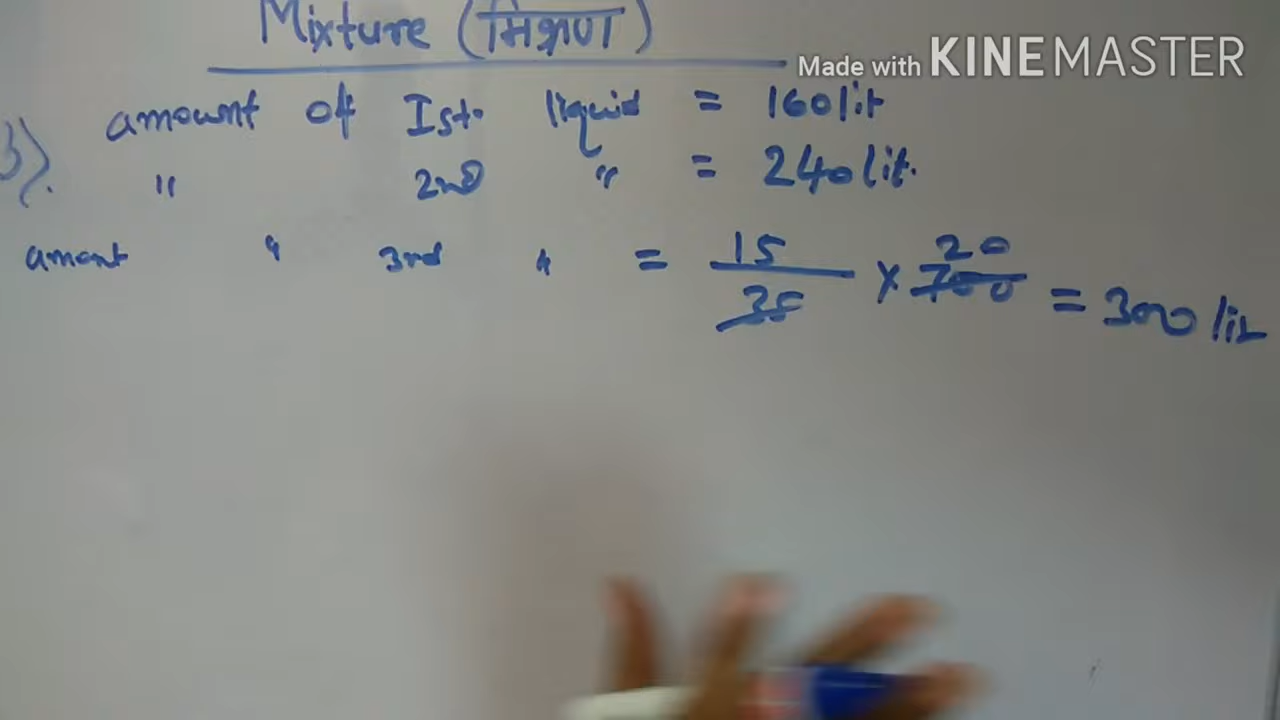 Mixture (मिश्रण)
Made with KINEMASTER
3). amount of Ist. liquid = 160 lit
" 2nd " = 240 lit.
amont " 3rd " = 15/35 x 700 20 = 300 lit